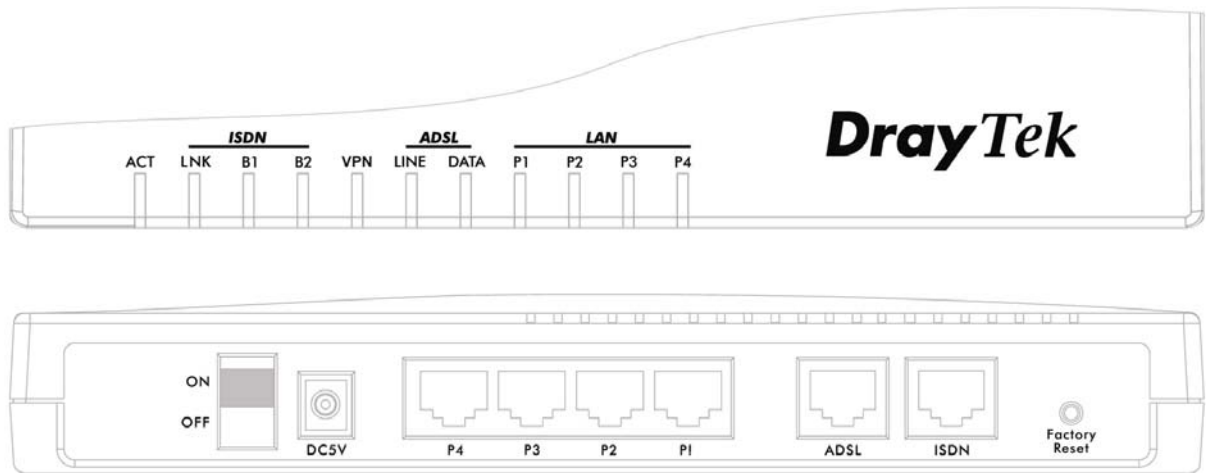 ISDN ADSL LAN
ACT LNK B1 B2 VPN LINE DATA P1 P2 P3 P4
DrayTek
ON
OFF
DC5V P4 P3 P2 P1 ADSL ISDN
Factory
Reset